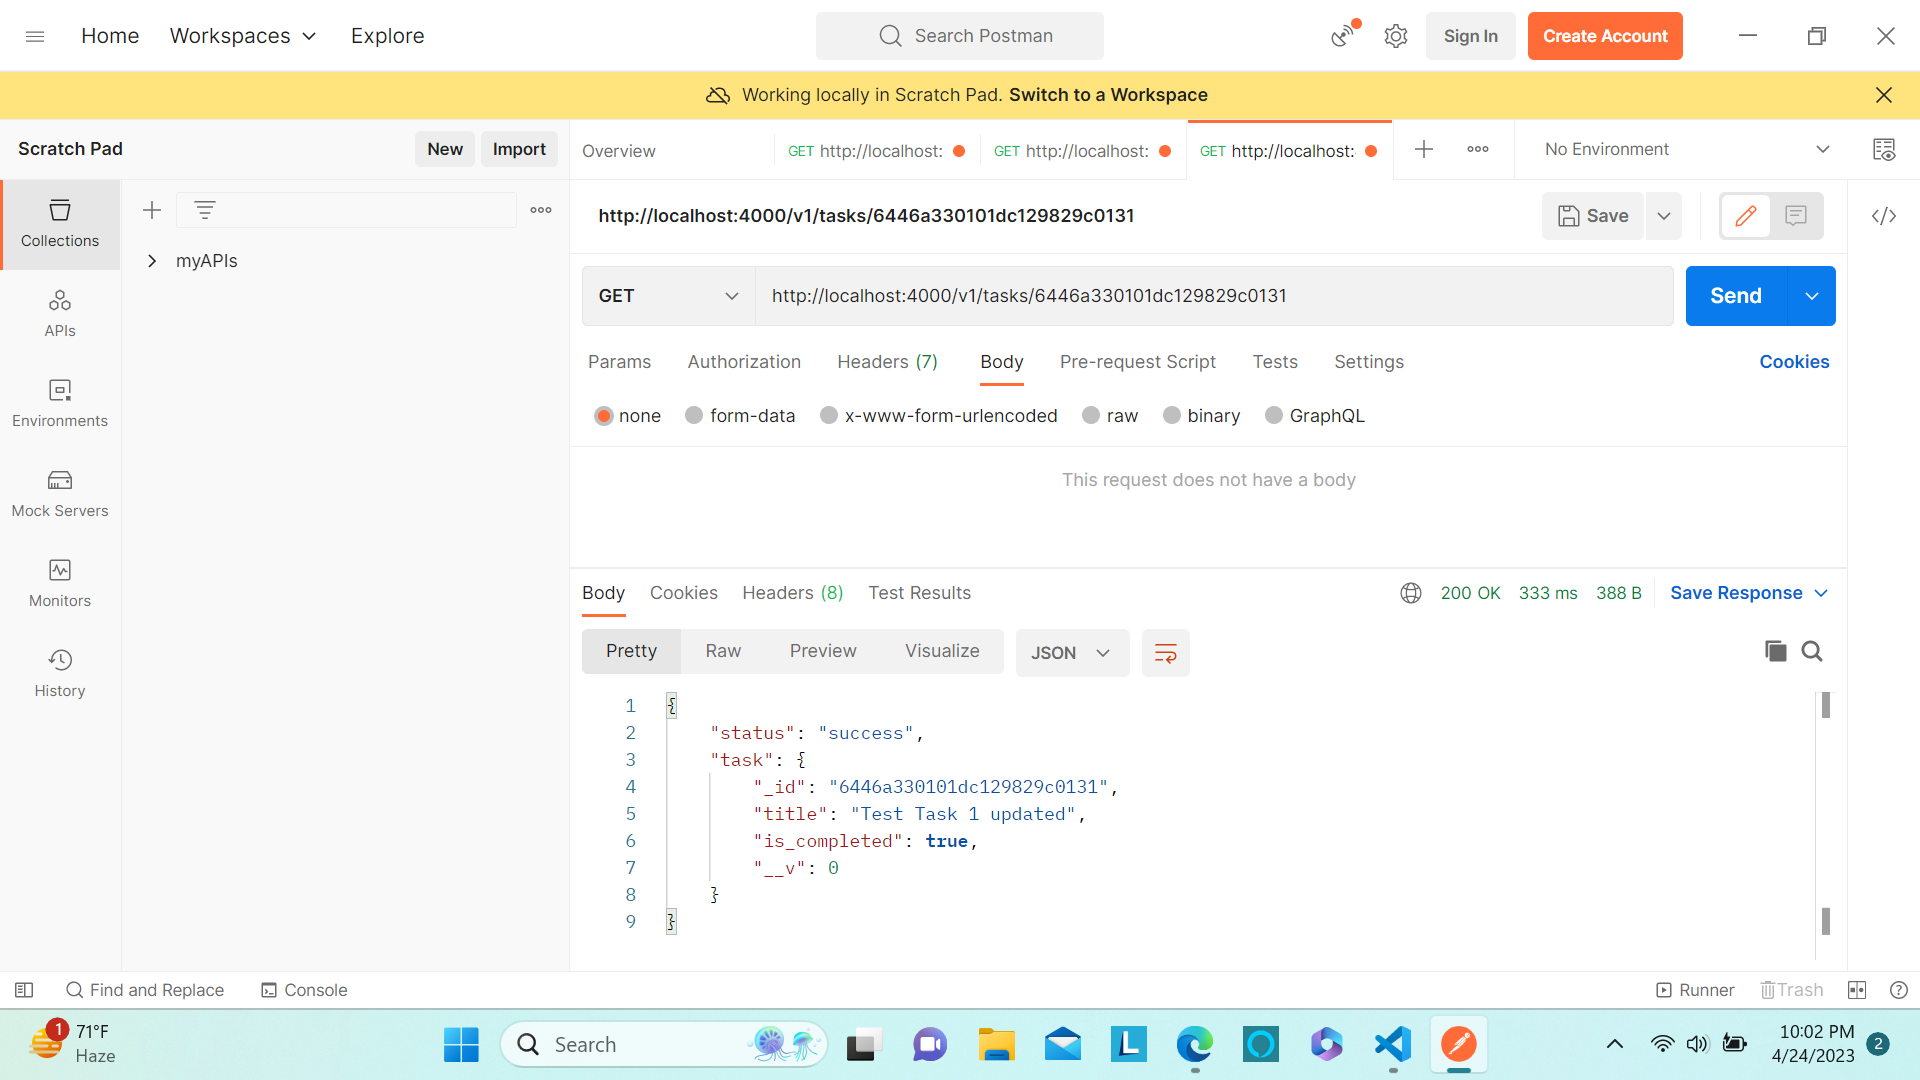 Home Workspaces Explore Search Postman Sign In Create Account
Working locally in Scratch Pad. Switch to a Workspace
Scratch Pad New Import Overview GET http://localhost: GET http://localhost: GET http://localhost: No Environment
Collections
APIs
Environments
Mock Servers
Monitors
History
myAPIs
http://localhost:4000/v1/tasks/6446a330101dc129829c0131 Save
GET http://localhost:4000/v1/tasks/6446a330101dc129829c0131 Send
Params Authorization Headers (7) Body Pre-request Script Tests Settings Cookies
none form-data x-www-form-urlencoded raw binary GraphQL
This request does not have a body
Body Cookies Headers (8) Test Results 200 OK 333 ms 388 B Save Response
Pretty Raw Preview Visualize JSON
1 {
2 "status": "success",
3 "task": {
4 "_id": "6446a330101dc129829c0131",
5 "title": "Test Task 1 updated",
6 "is_completed": true,
7 "__v": 0
8 }
9 }
Find and Replace Console Runner Trash
1 71°F
Haze
Search
L
10:02 PM
4/24/2023
2